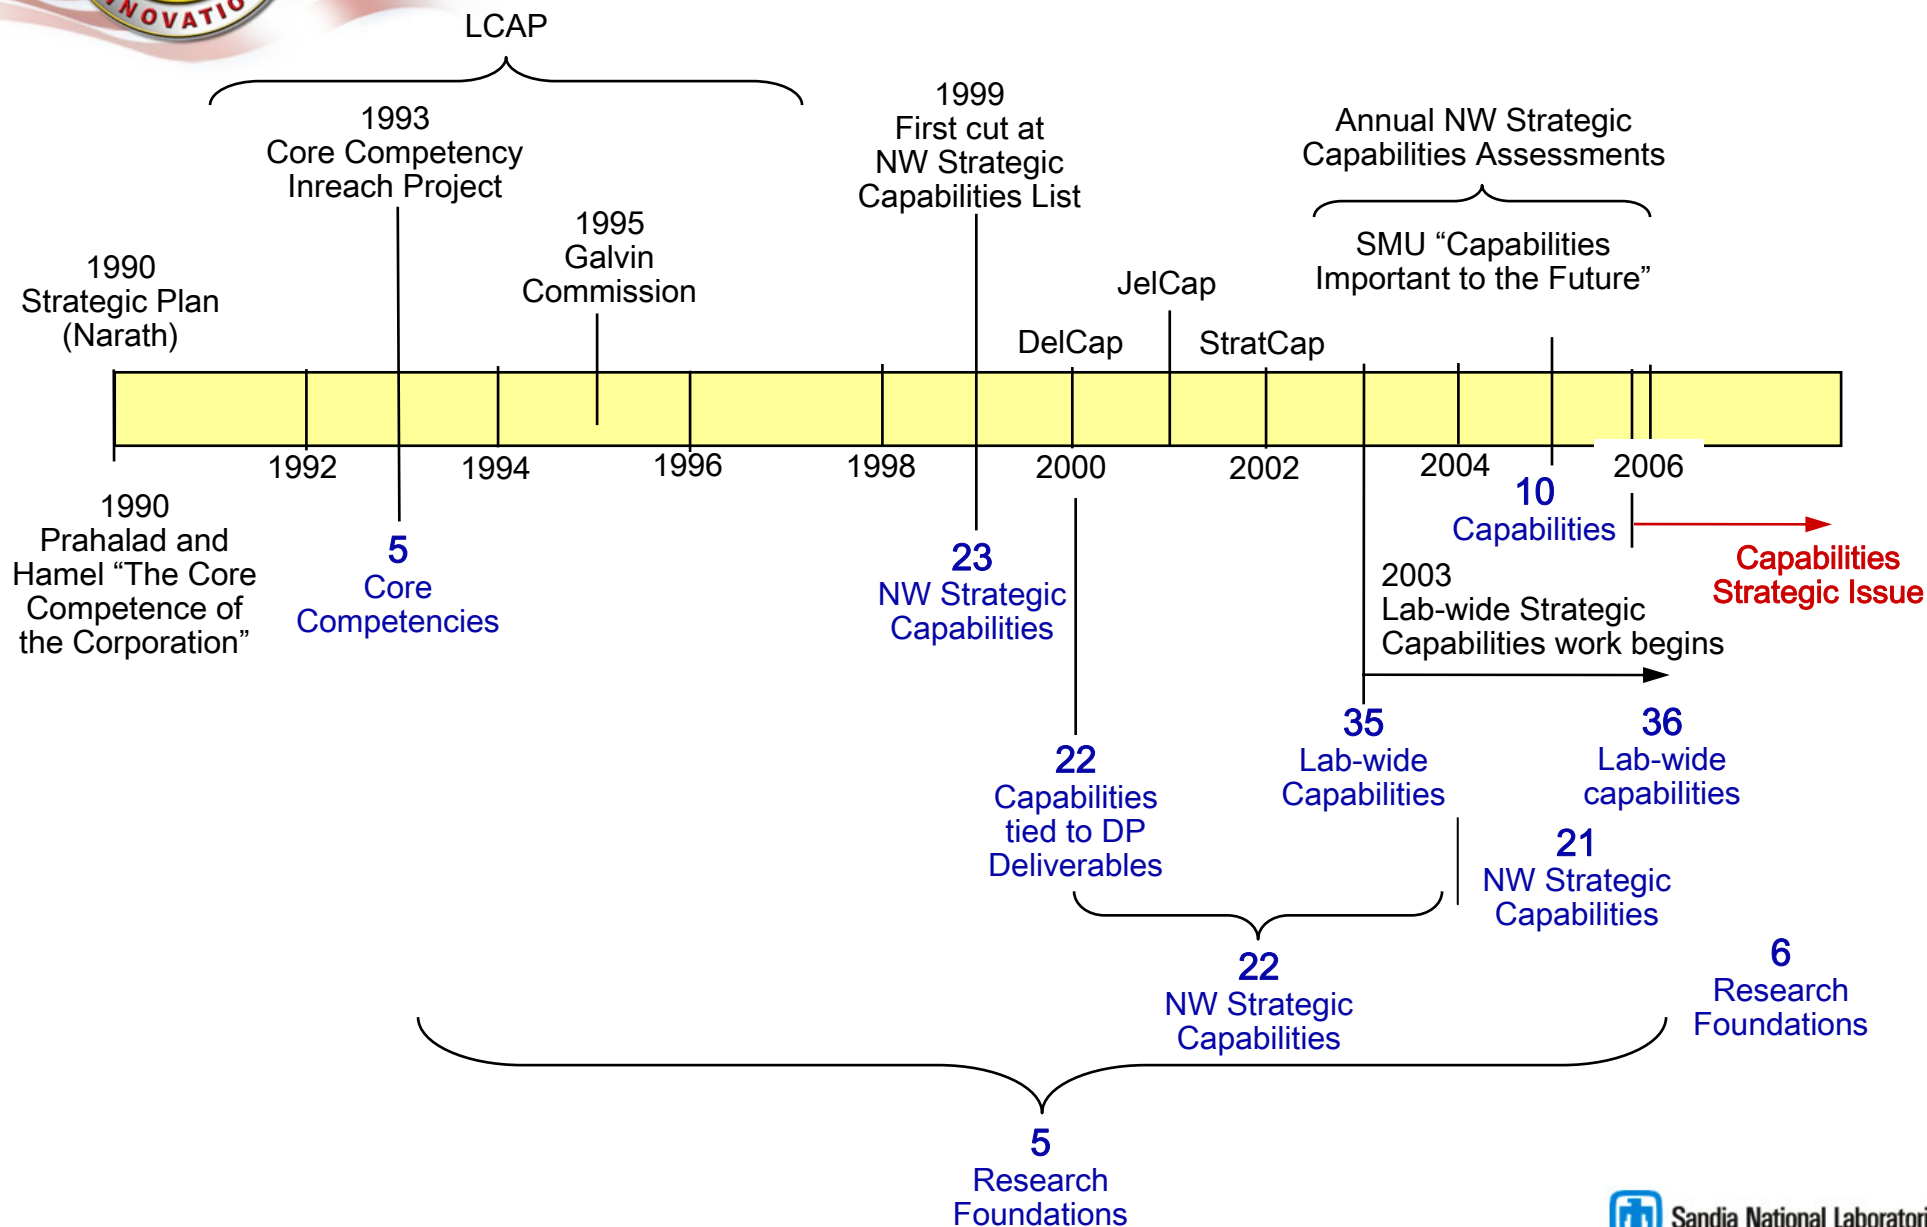 INNOVATIO
LCAP
1993
Core Competency
Inreach Project
1999
First cut at
NW Strategic
Capabilities List
Annual NW Strategic
Capabilities Assessments
1995
Galvin
Commission
SMU “Capabilities
Important to the Future”
1990
Strategic Plan
(Narath)
JelCap
DelCap
StratCap
1992
1994
1996
1998
2000
2002
2004
2006
1990
Prahalad and
Hamel “The Core
Competence of
the Corporation”
5
Core
Competencies
23
NW Strategic
Capabilities
10
Capabilities
Capabilities
Strategic Issue
2003
Lab-wide Strategic
Capabilities work begins
22
Capabilities
tied to DP
Deliverables
35
Lab-wide
Capabilities
36
Lab-wide
capabilities
21
NW Strategic
Capabilities
22
NW Strategic
Capabilities
6
Research
Foundations
5
Research
Foundations
Sandia National Laboratori